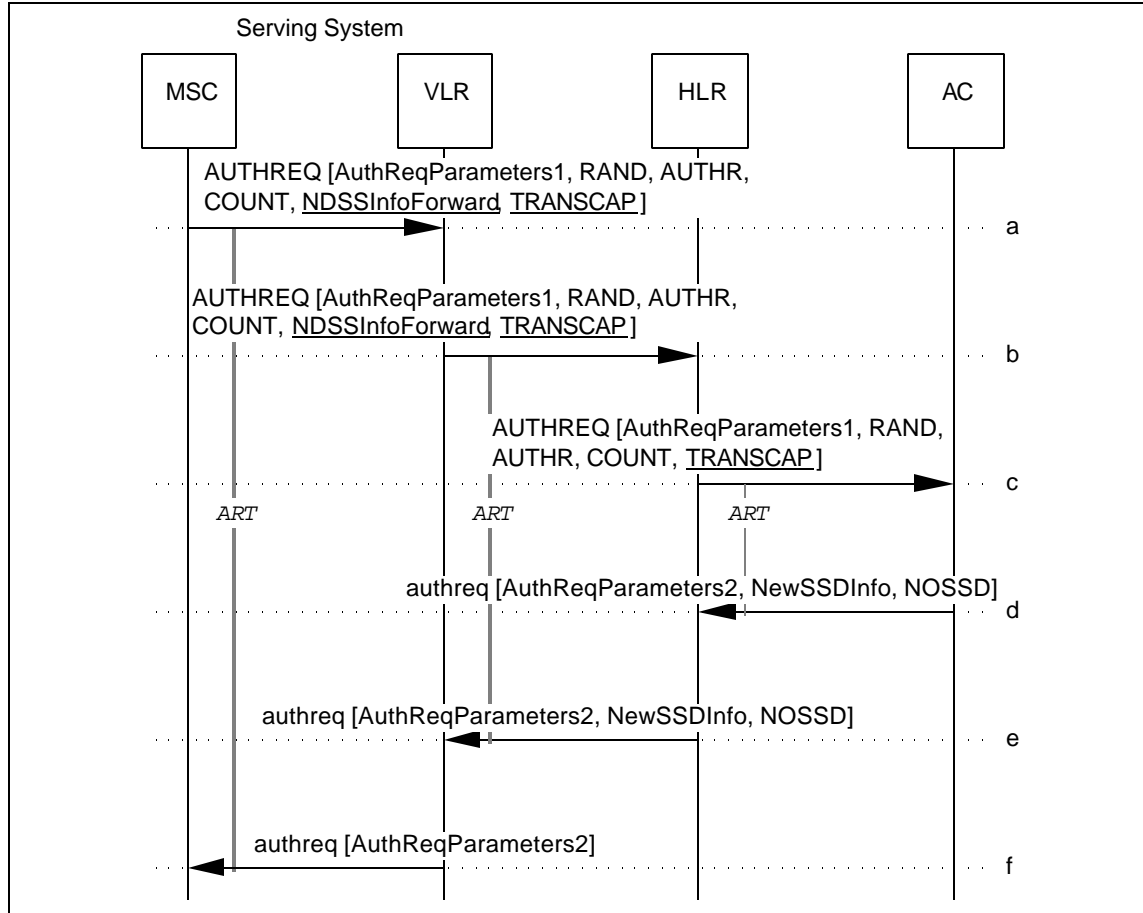 Serving System
MSC
VLR
HLR
AC
AUTHREQ [AuthReqParameters1, RAND, AUTHR,
COUNT, NDSSInfoForward, TRANSCAP]
a
AUTHREQ [AuthReqParameters1, RAND, AUTHR,
COUNT, NDSSInfoForward, TRANSCAP]
b
AUTHREQ [AuthReqParameters1, RAND,
AUTHR, COUNT, TRANSCAP]
c
ART
ART
ART
authreq [AuthReqParameters2, NewSSDInfo, NOSSD]
d
authreq [AuthReqParameters2, NewSSDInfo, NOSSD]
e
authreq [AuthReqParameters2]
f